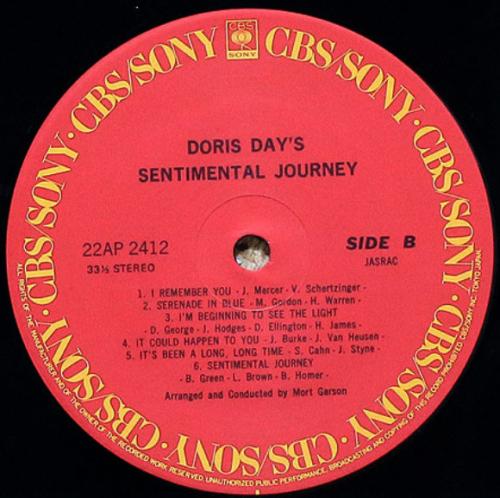 CBS/SONY · CBS/SONY · CBS/SONY · CBS/SONY · CBS/SONY · CBS/SONY · CBS/SONY · CBS/SONY
CBS
SONY
DORIS DAY'S
SENTIMENTAL JOURNEY
22AP 2412
33⅓ STEREO
SIDE B
JASRAC
1. I REMEMBER YOU - J. Mercer - V. Schertzinger -
2. SERENADE IN BLUE - M. Gordon - H. Warren -
3. I'M BEGINNING TO SEE THE LIGHT
- D. George - J. Hodges - D. Ellington - H. James -
4. IT COULD HAPPEN TO YOU - J. Burke - J. Van Heusen -
5. IT'S BEEN A LONG, LONG TIME - S. Cahn - J. Styne -
6. SENTIMENTAL JOURNEY
- B. Green - L. Brown - B. Homer -
Arranged and Conducted by Mort Garson
ALL RIGHTS OF THE MANUFACTURER AND OF THE OWNER OF THE RECORDED WORK RESERVED. UNAUTHORIZED PUBLIC PERFORMANCE, BROADCASTING AND COPYING OF THIS RECORD PROHIBITED. CBS/SONY INC. TOKYO JAPAN